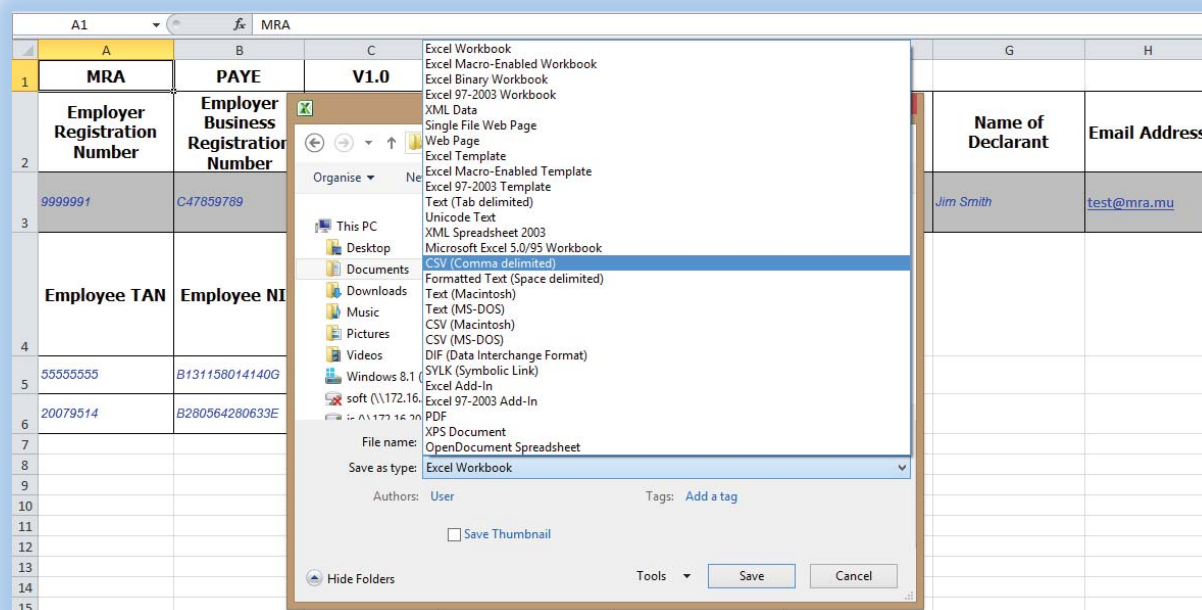 A1 fx MRA
A B C G H
1 MRA PAYE V1.0
2 Employer Registration Number Employer Business Registration Number Name of Declarant Email Address
3 9999991 C47859789 Jim Smith test@mra.mu
4 Employee TAN Employee NI
5 55555555 B131158014140G
6 20079514 B280564280633E
7
8
9
10
11
12
13
14
15
Organise Ne
This PC
Desktop
Documents
Downloads
Music
Pictures
Videos
Windows 8.1 (
soft (\\172.16.
Excel Workbook
Excel Macro-Enabled Workbook
Excel Binary Workbook
Excel 97-2003 Workbook
XML Data
Single File Web Page
Web Page
Excel Template
Excel Macro-Enabled Template
Excel 97-2003 Template
Text (Tab delimited)
Unicode Text
XML Spreadsheet 2003
Microsoft Excel 5.0/95 Workbook
CSV (Comma delimited)
Formatted Text (Space delimited)
Text (Macintosh)
Text (MS-DOS)
CSV (Macintosh)
CSV (MS-DOS)
DIF (Data Interchange Format)
SYLK (Symbolic Link)
Excel Add-In
Excel 97-2003 Add-In
PDF
XPS Document
OpenDocument Spreadsheet
File name:
Save as type: Excel Workbook
Authors: User Tags: Add a tag
Save Thumbnail
Hide Folders Tools Save Cancel